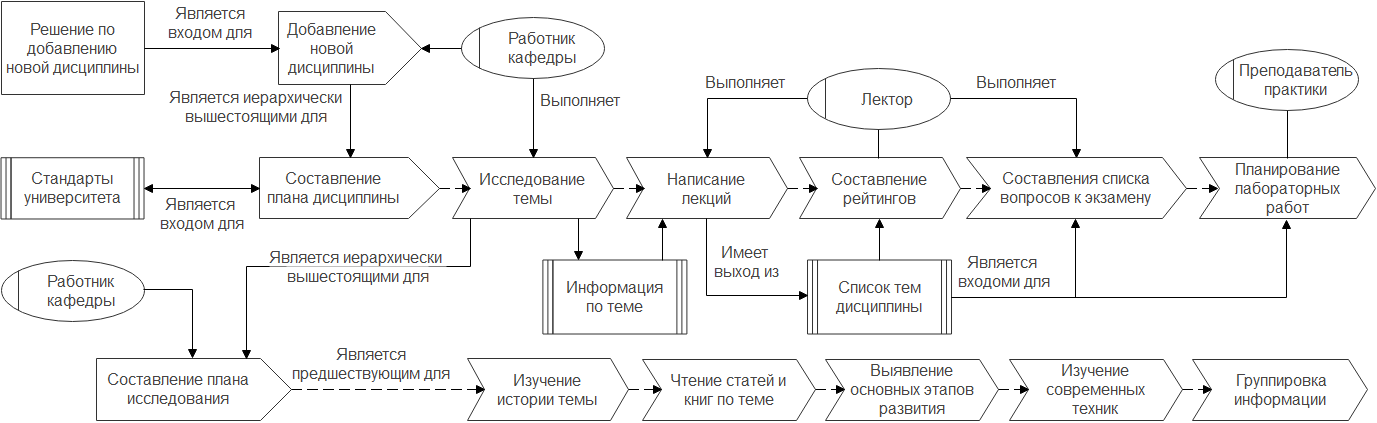 Решение по
добавлению
новой дисциплины
Является
входом для
Добавление
новой
дисциплины
Работник
кафедры
Является иерархически
вышестоящими для
Выполняет
Выполняет
Лектор
Выполняет
Преподаватель
практики
Стандарты
университета
Является
входом для
Составление
плана дисциплины
Исследование
темы
Написание
лекций
Составление
рейтингов
Составления списка
вопросов к экзамену
Планирование
лабораторных
работ
Является иерархически
вышестоящими для
Работник
кафедры
Информация
по теме
Имеет
выход из
Список тем
дисциплины
Является
входоми для
Составление плана
исследования
Является
предшествующим для
Изучение
истории темы
Чтение статей и
книг по теме
Выявление
основных этапов
развития
Изучение
современных
техник
Группировка
информации